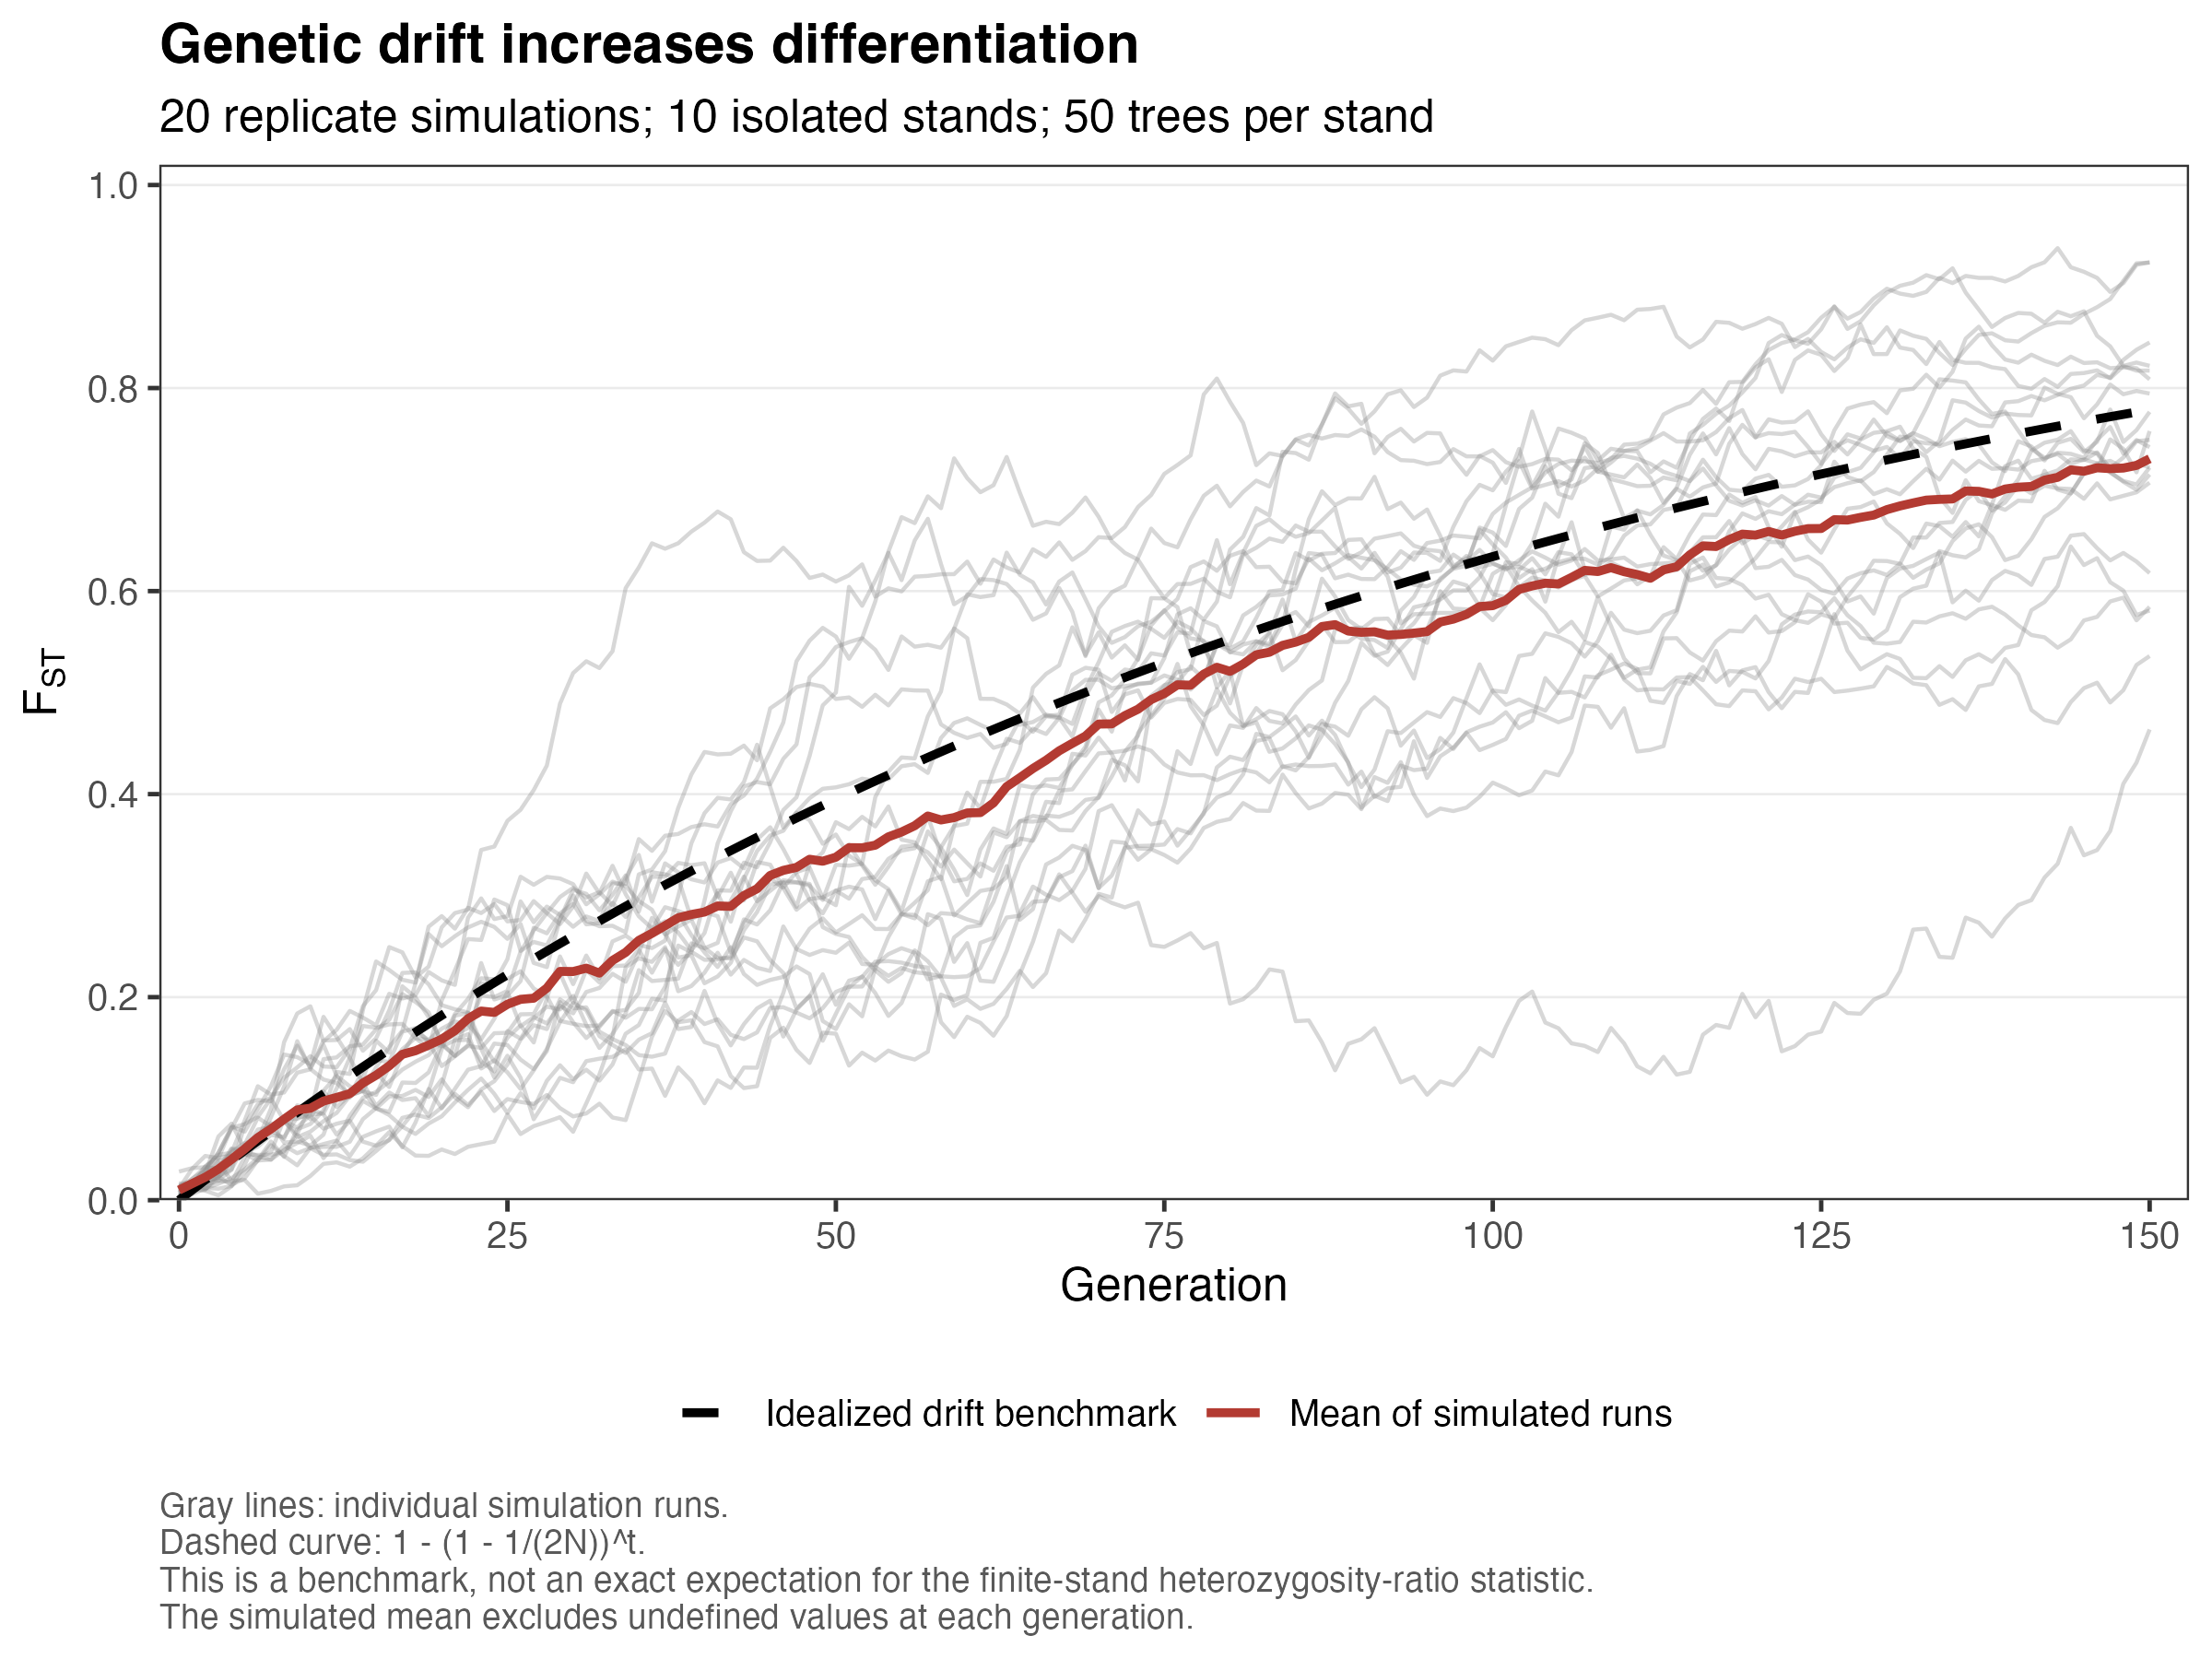 Genetic drift increases differentiation
20 replicate simulations; 10 isolated stands; 50 trees per stand
1.0
0.8
0.6
0.4
0.2
0.0
FST
0 25 50 75 100 125 150
Generation
Idealized drift benchmark Mean of simulated runs
Gray lines: individual simulation runs.
Dashed curve: 1 - (1 - 1/(2N))^t.
This is a benchmark, not an exact expectation for the finite-stand heterozygosity-ratio statistic.
The simulated mean excludes undefined values at each generation.